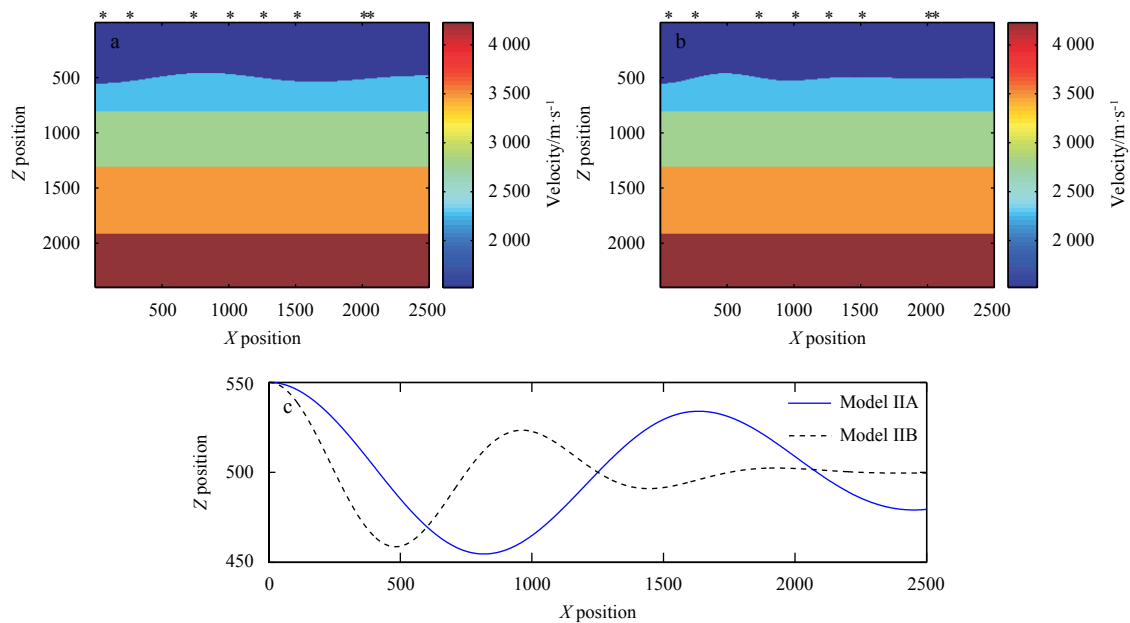 * * * * * * **
a
500
1000
1500
2000
Z position
500 1000 1500 2000 2500
X position
4 000
3 500
3 000
2 500
2 000
Velocity/m·s⁻¹
* * * * * * **
b
500
1000
1500
2000
Z position
500 1000 1500 2000 2500
X position
4 000
3 500
3 000
2 500
2 000
Velocity/m·s⁻¹
c
550
500
450
Z position
Model IIA
Model IIB
0 500 1000 1500 2000 2500
X position